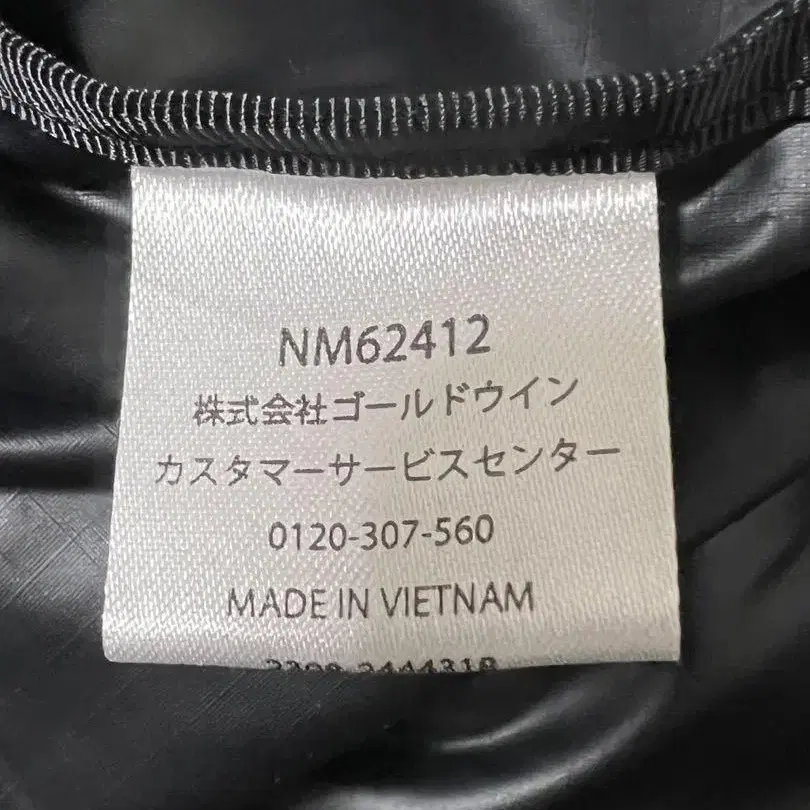 NM62412
株式会社ゴールドウイン
カスタマーサービスセンター
0120-307-560
MADE IN VIETNAM